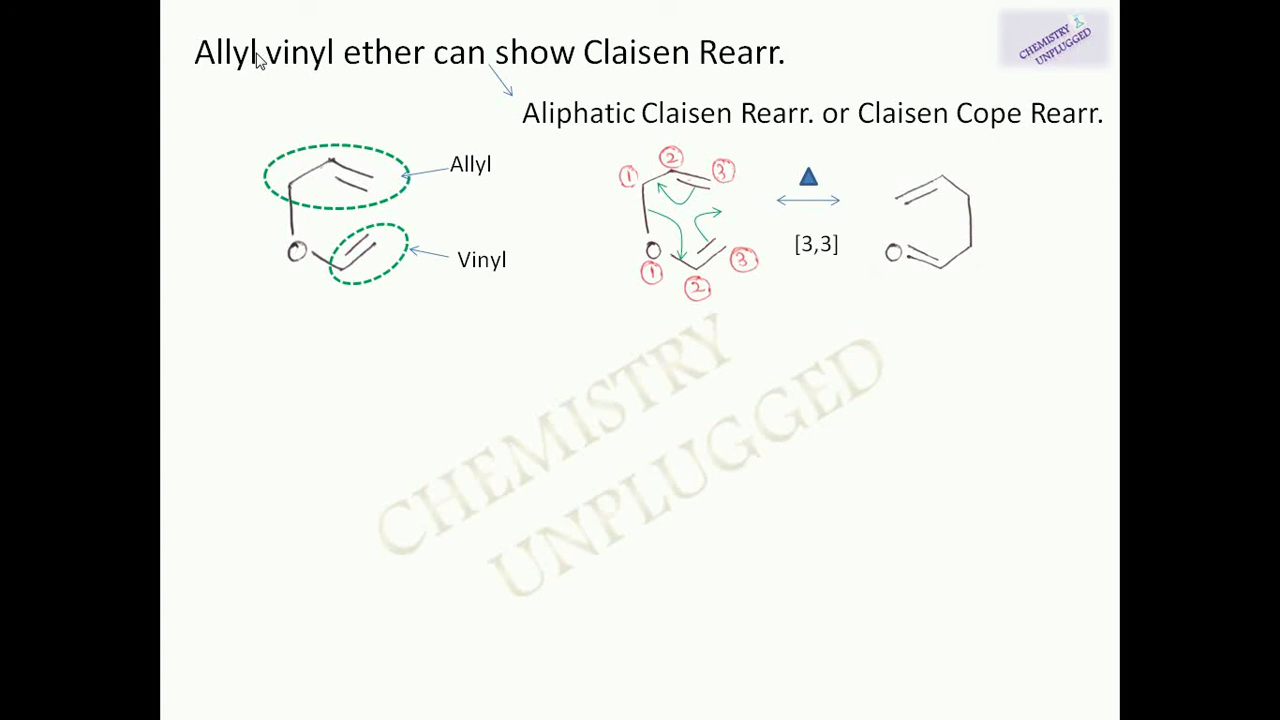 Allyl vinyl ether can show Claisen Rearr.
CHEMISTRY
UNPLUGGED
Aliphatic Claisen Rearr. or Claisen Cope Rearr.
Allyl
O
Vinyl
1 2 3
O
1 2 3
[3,3]
O
CHEMISTRY
UNPLUGGED